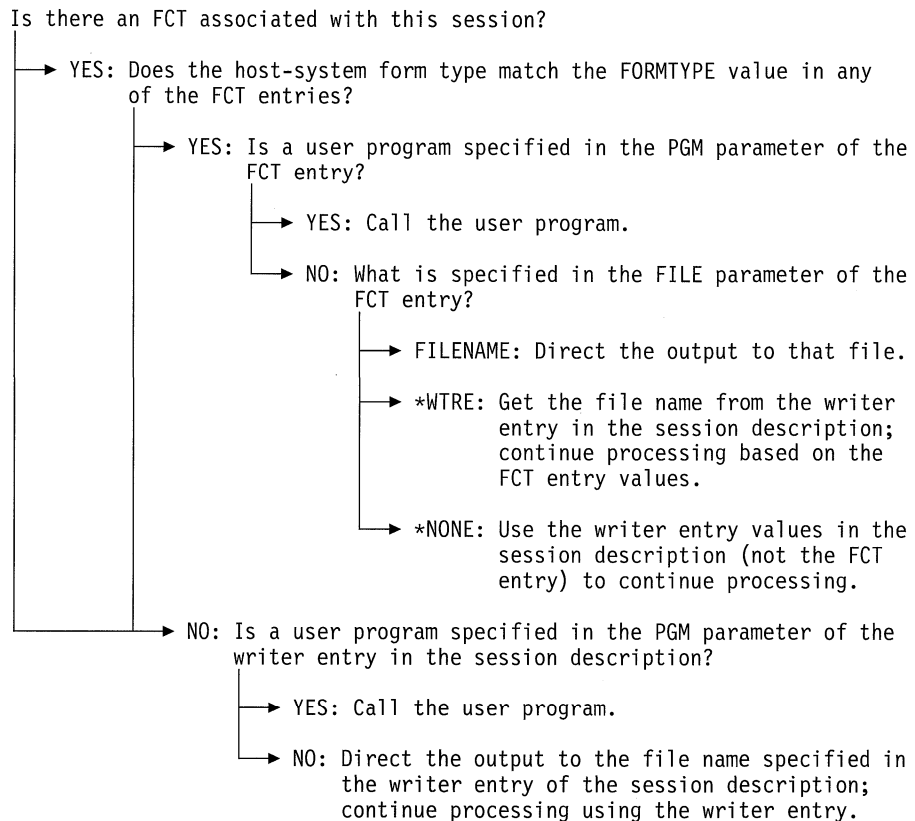 Is there an FCT associated with this session?
YES: Does the host-system form type match the FORMTYPE value in any
of the FCT entries?
YES: Is a user program specified in the PGM parameter of the
FCT entry?
YES: Call the user program.
NO: What is specified in the FILE parameter of the
FCT entry?
FILENAME: Direct the output to that file.
*WTRE: Get the file name from the writer
entry in the session description;
continue processing based on the
FCT entry values.
*NONE: Use the writer entry values in the
session description (not the FCT
entry) to continue processing.
NO: Is a user program specified in the PGM parameter of the
writer entry in the session description?
YES: Call the user program.
NO: Direct the output to the file name specified in
the writer entry of the session description;
continue processing using the writer entry.